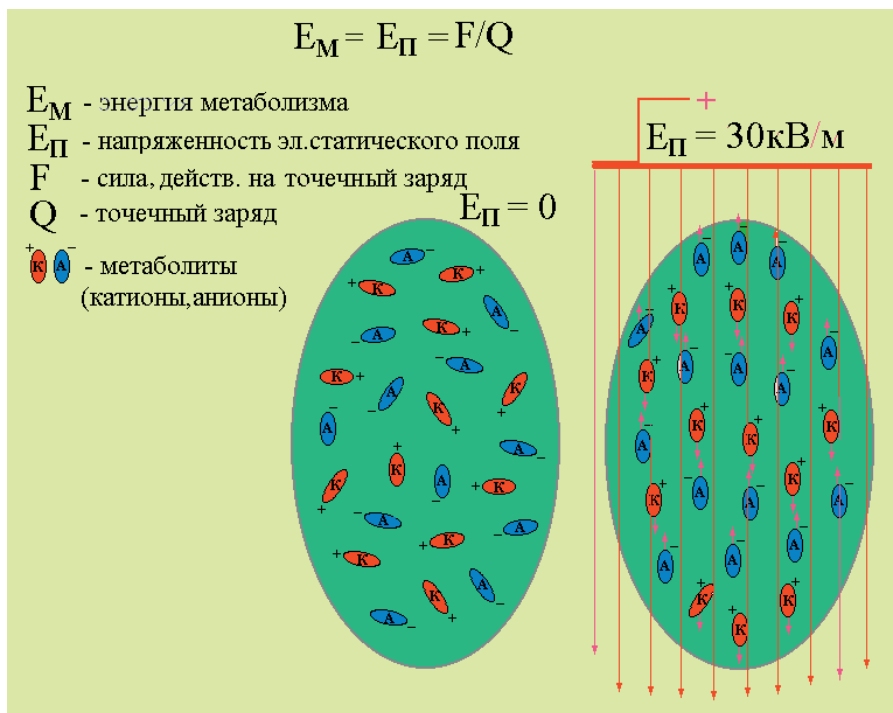 Eм = Eп = F/Q
Eм - энергия метаболизма
Eп - напряженность эл.статического поля
F - сила, действ. на точечный заряд
Q - точечный заряд
+ К А − - метаболиты
(катионы,анионы)
Eп = 0
+
Eп = 30кВ/м